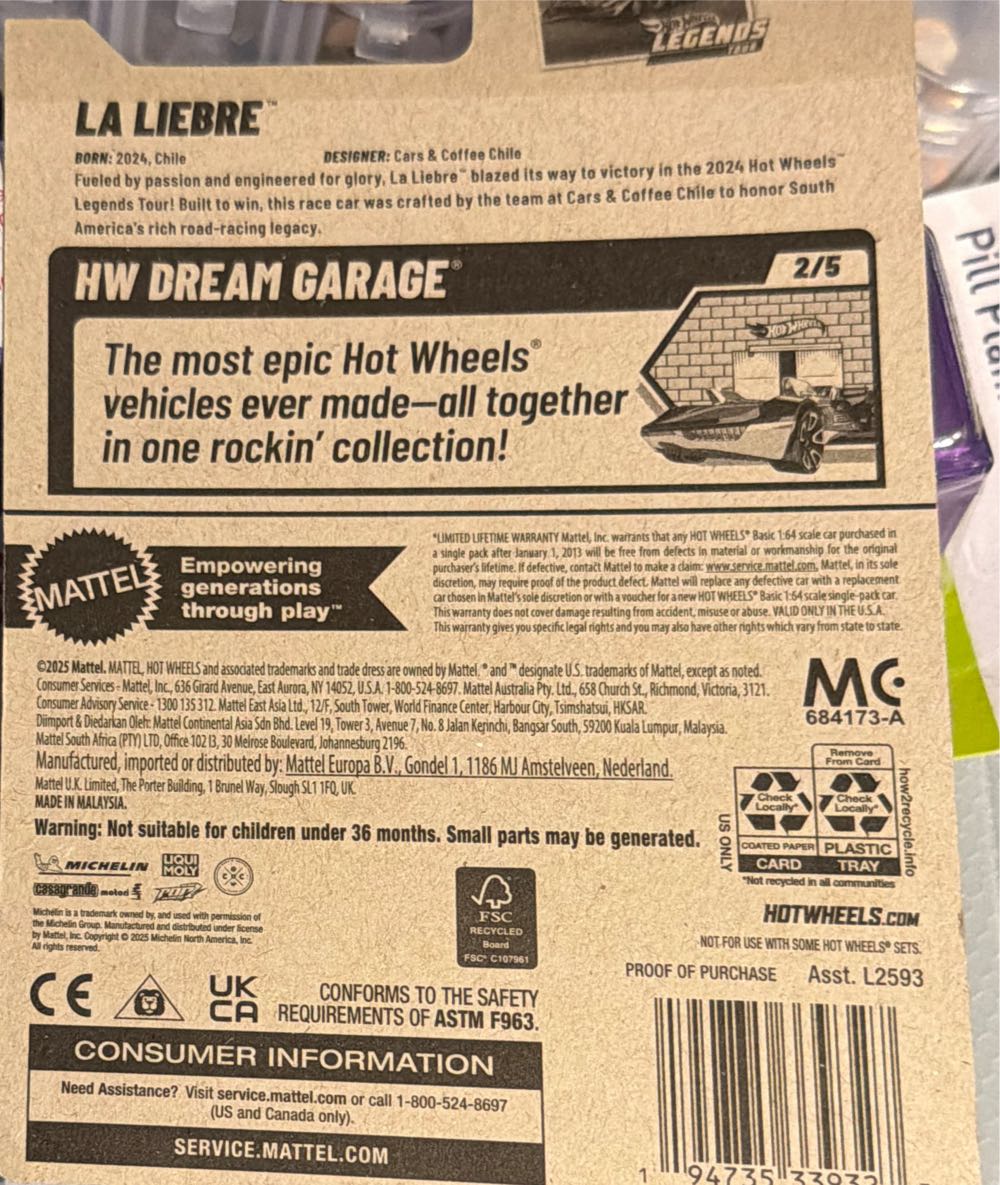 HOT WHEELS
LEGENDS
TOUR
LA LIEBRE™
BORN: 2024, Chile DESIGNER: Cars & Coffee Chile
Fueled by passion and engineered for glory, La Liebre™ blazed its way to victory in the 2024 Hot Wheels™
Legends Tour! Built to win, this race car was crafted by the team at Cars & Coffee Chile to honor South
America's rich road-racing legacy.
HW DREAM GARAGE®
2/5
HOT WHEELS
The most epic Hot Wheels®
vehicles ever made—all together
in one rockin' collection!
Pill
MATTEL
Empowering
generations
through play™
*LIMITED LIFETIME WARRANTY Mattel, Inc. warrants that any HOT WHEELS® Basic 1:64 scale car purchased in
a single pack after January 1, 2013 will be free from defects in material or workmanship for the original
purchaser's lifetime. If defective, contact Mattel to make a claim: www.service.mattel.com, Mattel, in its sole
discretion, may require proof of the product defect. Mattel will replace any defective car with a replacement
car chosen in Mattel's sole discretion or with a voucher for a new HOT WHEELS® Basic 1:64 scale single-pack car.
This warranty does not cover damage resulting from accident, misuse or abuse. VALID ONLY IN THE U.S.A.
This warranty gives you specific legal rights and you may also have other rights which vary from state to state.
©2025 Mattel. MATTEL, HOT WHEELS and associated trademarks and trade dress are owned by Mattel. ® and ™ designate U.S. trademarks of Mattel, except as noted.
Consumer Services - Mattel, Inc., 636 Girard Avenue, East Aurora, NY 14052, U.S.A. 1-800-524-8697. Mattel Australia Pty. Ltd., 658 Church St., Richmond, Victoria, 3121.
Consumer Advisory Service - 1300 135 312. Mattel East Asia Ltd., 12/F, South Tower, World Finance Center, Harbour City, Tsimshatsui, HKSAR.
Diimport & Diedarkan Oleh: Mattel Continental Asia Sdn Bhd. Level 19, Tower 3, Avenue 7, No. 8 Jalan Kerinchi, Bangsar South, 59200 Kuala Lumpur, Malaysia.
Mattel South Africa (PTY) LTD, Office 102 I3, 30 Melrose Boulevard, Johannesburg 2196.
Manufactured, imported or distributed by: Mattel Europa B.V., Gondel 1, 1186 MJ Amstelveen, Nederland.
Mattel U.K. Limited, The Porter Building, 1 Brunel Way, Slough SL1 1FQ, UK.
MADE IN MALAYSIA.
MC
684173-A
Warning: Not suitable for children under 36 months. Small parts may be generated.
Remove
From Card
Check
Locally*
Check
Locally*
COATED PAPER
PLASTIC
CARD
TRAY
US ONLY
how2recycle.info
*Not recycled in all communities
MICHELIN
LIQUI
MOLY
casagrande motori
Michelin is a trademark owned by, and used with permission of
the Michelin Group. Manufactured and distributed under license
by Mattel, Inc. Copyright © 2025 Michelin North America, Inc.
All rights reserved.
FSC
RECYCLED
Board
FSC® C107961
HOTWHEELS.COM
NOT FOR USE WITH SOME HOT WHEELS® SETS.
PROOF OF PURCHASE Asst. L2593
CE
UK
CA
CONFORMS TO THE SAFETY
REQUIREMENTS OF ASTM F963.
CONSUMER INFORMATION
Need Assistance? Visit service.mattel.com or call 1-800-524-8697
(US and Canada only).
SERVICE.MATTEL.COM
1 94735 33932